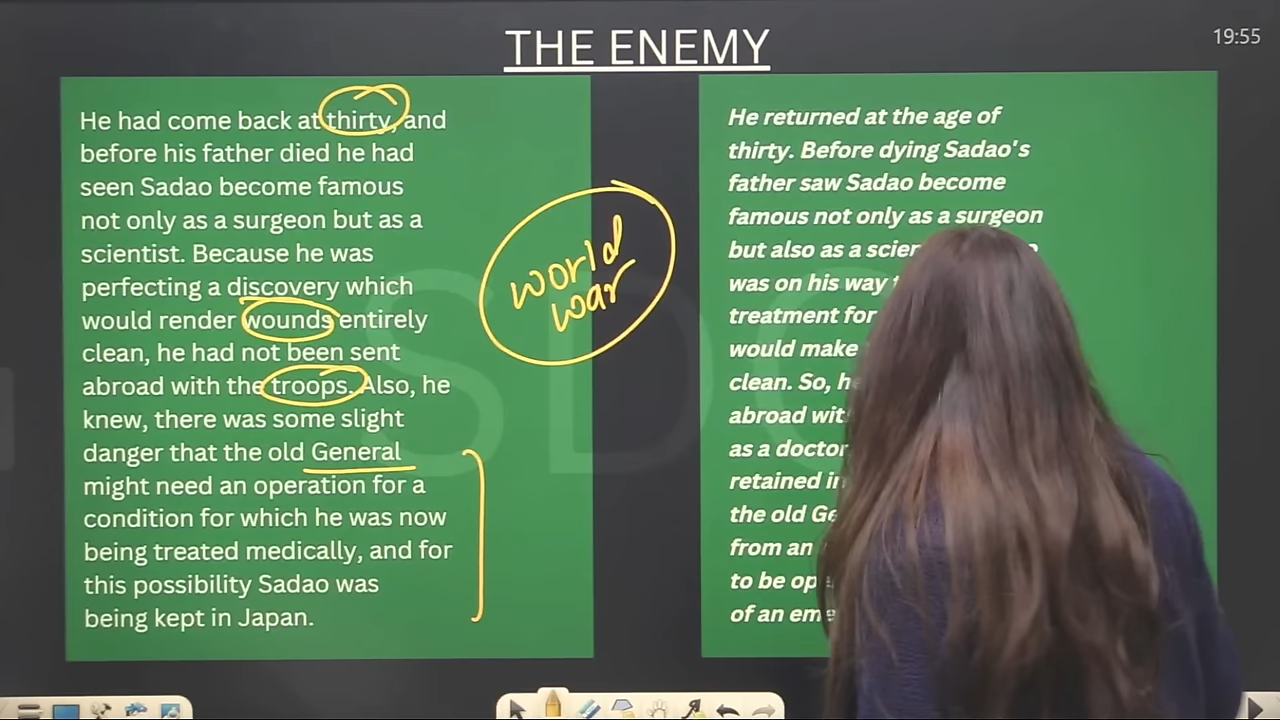 THE ENEMY
19:55
He had come back at thirty, and
before his father died he had
seen Sadao become famous
not only as a surgeon but as a
scientist. Because he was
perfecting a discovery which
would render wounds entirely
clean, he had not been sent
abroad with the troops. Also, he
knew, there was some slight
danger that the old General
might need an operation for a
condition for which he was now
being treated medically, and for
this possibility Sadao was
being kept in Japan.
world
war
He returned at the age of
thirty. Before dying Sadao's
father saw Sadao become
famous not only as a surgeon
but also as a
was on his way
treatment for
would make
clean. So,
abroad
as a doctor
retained
the old
from an
to be
of an
SDC